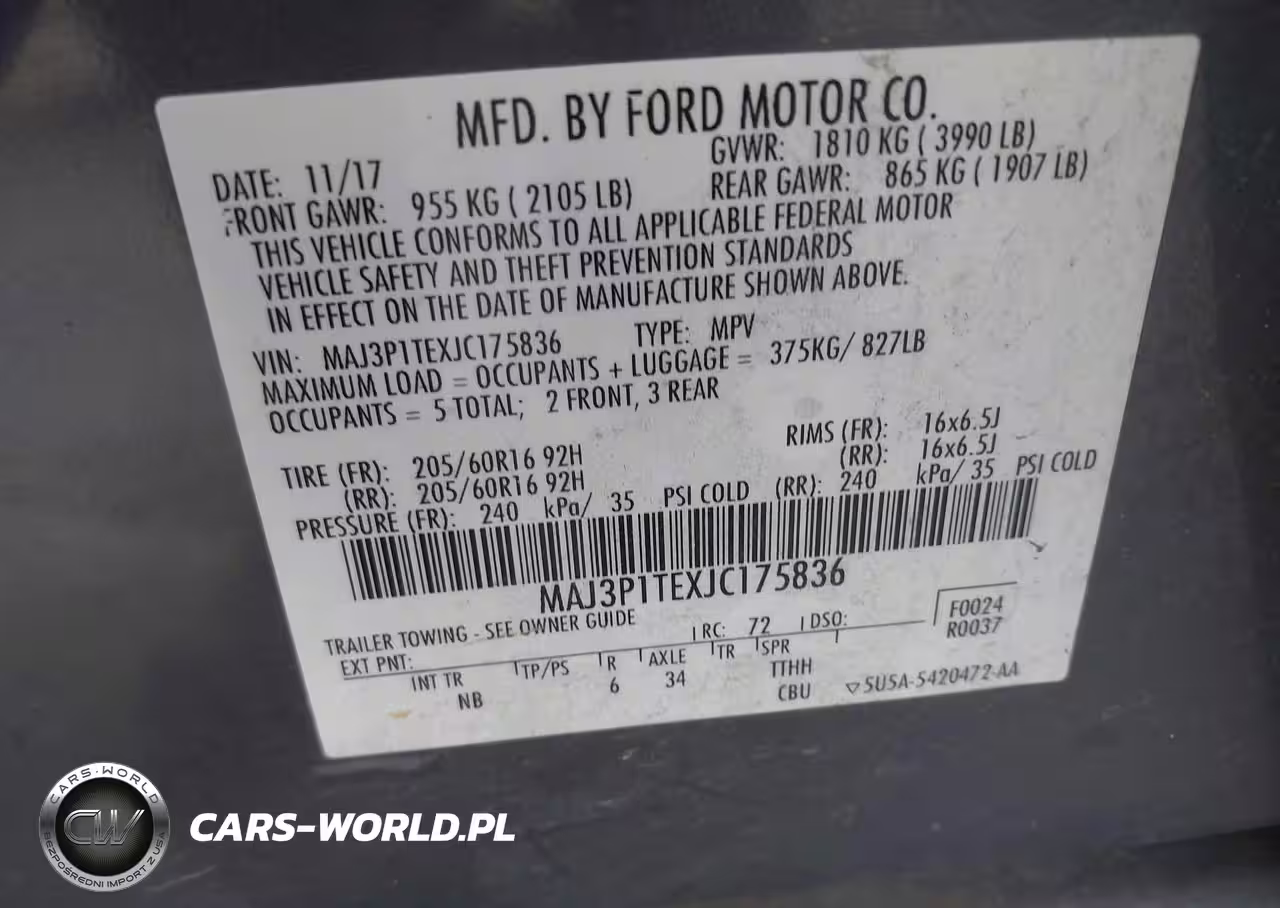 MFD. BY FORD MOTOR CO.
DATE: 11/17 GVWR: 1810 KG ( 3990 LB)
FRONT GAWR: 955 KG ( 2105 LB) REAR GAWR: 865 KG ( 1907 LB)
THIS VEHICLE CONFORMS TO ALL APPLICABLE FEDERAL MOTOR
VEHICLE SAFETY AND THEFT PREVENTION STANDARDS
IN EFFECT ON THE DATE OF MANUFACTURE SHOWN ABOVE.
VIN: MAJ3P1TEXJC175836 TYPE: MPV
MAXIMUM LOAD = OCCUPANTS + LUGGAGE = 375KG/ 827LB
OCCUPANTS = 5 TOTAL; 2 FRONT, 3 REAR
TIRE (FR): 205/60R16 92H RIMS (FR): 16x6.5J
(RR): 205/60R16 92H (RR): 16x6.5J
PRESSURE (FR): 240 kPa/ 35 PSI COLD (RR): 240 kPa/ 35 PSI COLD
MAJ3P1TEXJC175836
TRAILER TOWING - SEE OWNER GUIDE
EXT PNT: RC: 72 DSO: F0024
R0037
INT TR TP/PS R AXLE TR SPR
NB 6 34 TTHH
CBU ▽5U5A-5420472-AA
CARS-WORLD
CW
BEZPOŚREDNI IMPORT Z USA
CARS-WORLD.PL